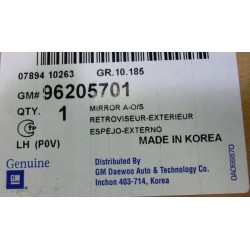 07894 10263 GR.10.185
GM# 96205701
QTY. 1 MIRROR A-O/S
RETROVISEUR-EXTERIEUR
ESPEJO-EXTERNO
LH (P0V) MADE IN KOREA
Genuine
GM
Distributed By
GM Daewoo Auto & Technology Co.
Inchon 403-714, Korea